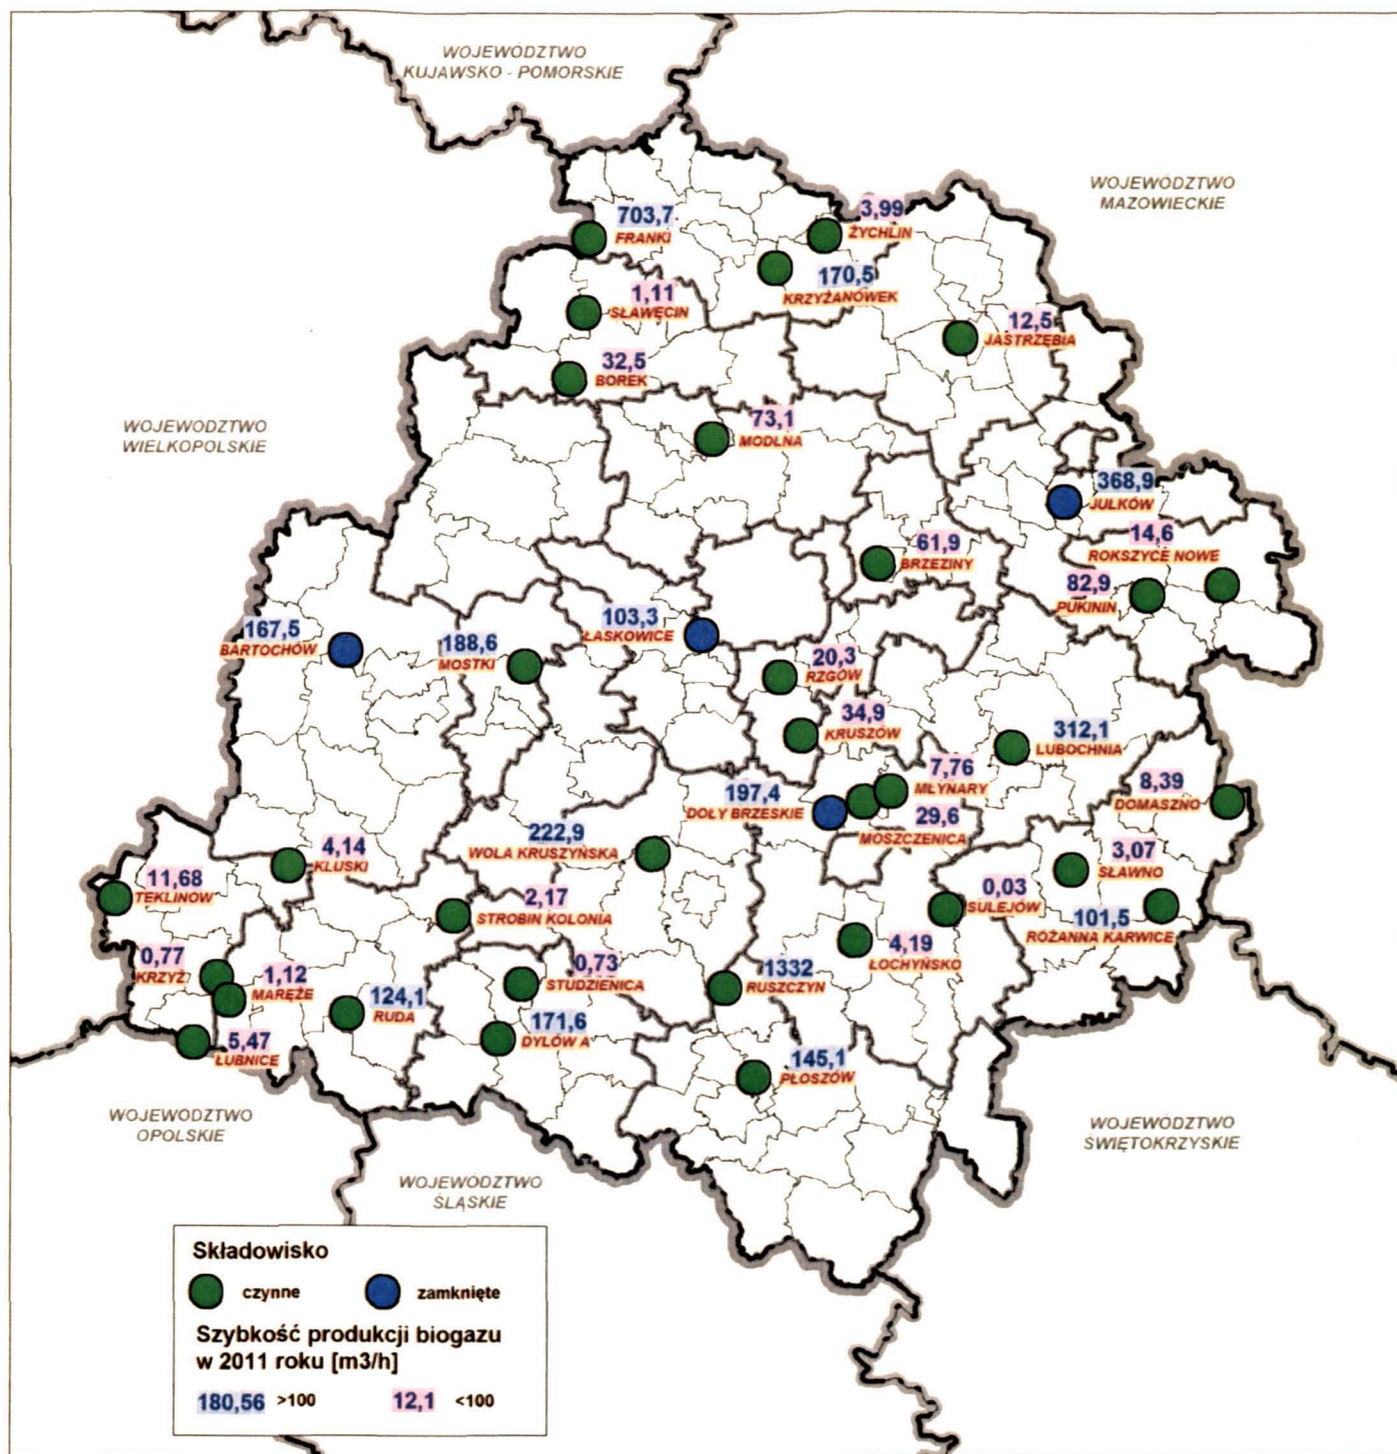 WOJEWÓDZTWO
KUJAWSKO - POMORSKIE
WOJEWÓDZTWO
MAZOWIECKIE
703,7
FRANKI
3,99
ŻYCHLIN
170,5
KRZYŻANÓWEK
1,11
SŁAWĘCIN
12,5
JASTRZĘBIA
32,5
BOREK
WOJEWÓDZTWO
WIELKOPOLSKIE
73,1
MODLNA
368,9
JULKÓW
14,6
ROKSZYCE NOWE
61,9
BRZEZINY
82,9
PUKININ
167,5
BARTOCHÓW
188,6
MOSTKI
103,3
ŁASKOWICE
20,3
RZGÓW
34,9
KRUSZÓW
312,1
LUBOCHNIA
7,76
MŁYNARY
197,4
DOŁY BRZESKIE
29,6
MOSZCZENICA
8,39
DOMASZNO
222,9
WOLA KRUSZYŃSKA
4,14
KLUSKI
3,07
SŁAWNO
11,68
TEKLINÓW
2,17
STROBIN KOLONIA
0,03
SULEJÓW
101,5
RÓŻANNA KARWICE
4,19
ŁOCHYŃSKO
0,77
KRZYŻ
1,12
MARĘŻE
0,73
STUDZIENICA
1332
RUSZCZYN
124,1
RUDA
171,6
DYLÓW A
5,47
ŁUBNICE
145,1
PŁOSZÓW
WOJEWÓDZTWO
OPOLSKIE
WOJEWÓDZTWO
ŚWIĘTOKRZYSKIE
WOJEWÓDZTWO
ŚLĄSKIE
Składowisko
czynne zamknięte
Szybkość produkcji biogazu
w 2011 roku [m3/h]
180,56 >100 12,1 <100